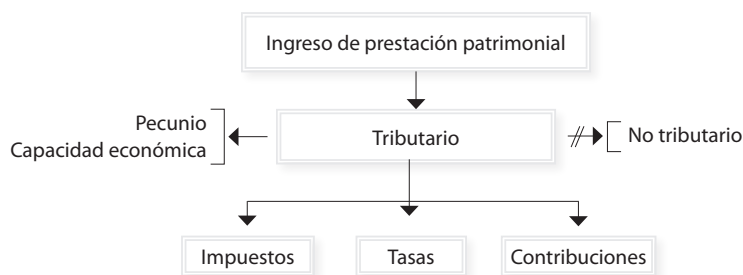 Ingreso de prestación patrimonial
Pecunio
Capacidad económica
Tributario
No tributario
Impuestos
Tasas
Contribuciones